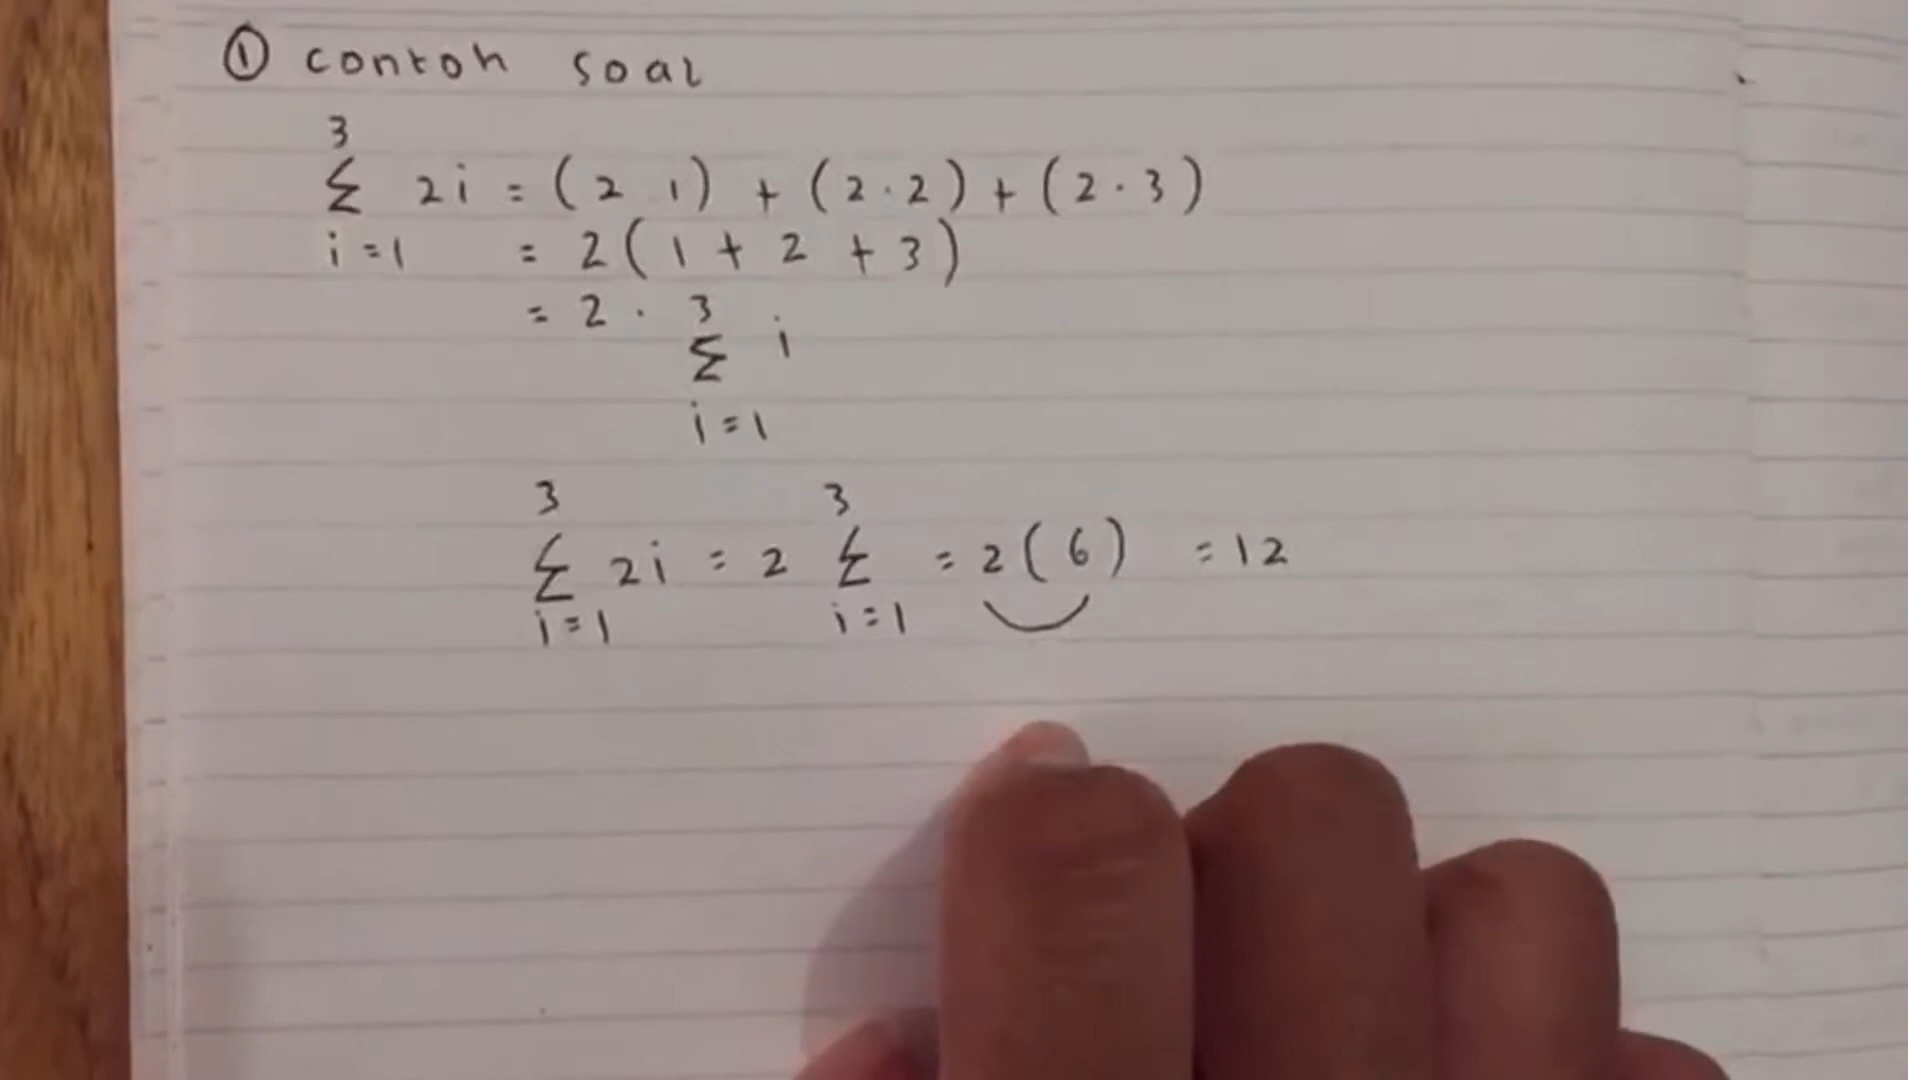 ① contoh soal
3
Σ 2i = (2 1) + (2·2) + (2·3)
i=1 = 2(1 + 2 + 3)
= 2 · 3
Σ i
i=1
3 3
Σ 2i = 2 Σ = 2(6) = 12
i=1 i=1